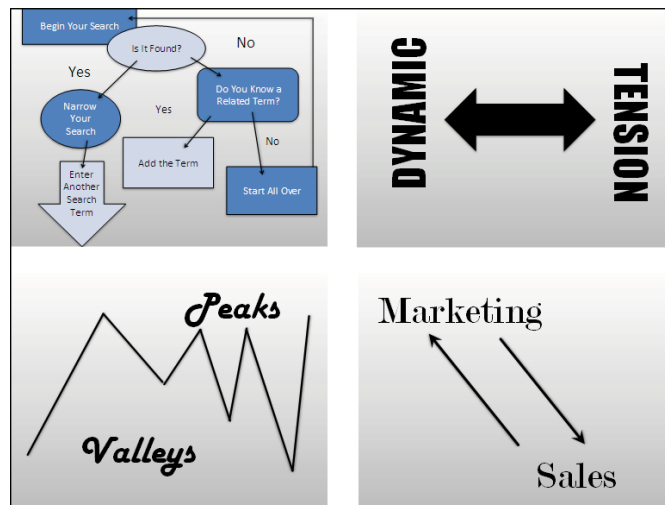 Begin Your Search
Is It Found?
No
Yes
Do You Know a
Related Term?
Narrow
Your
Search
Yes
No
Add the Term
Enter
Another
Search
Term
Start All Over
DYNAMIC
TENSION
Peaks
Valleys
Marketing
Sales